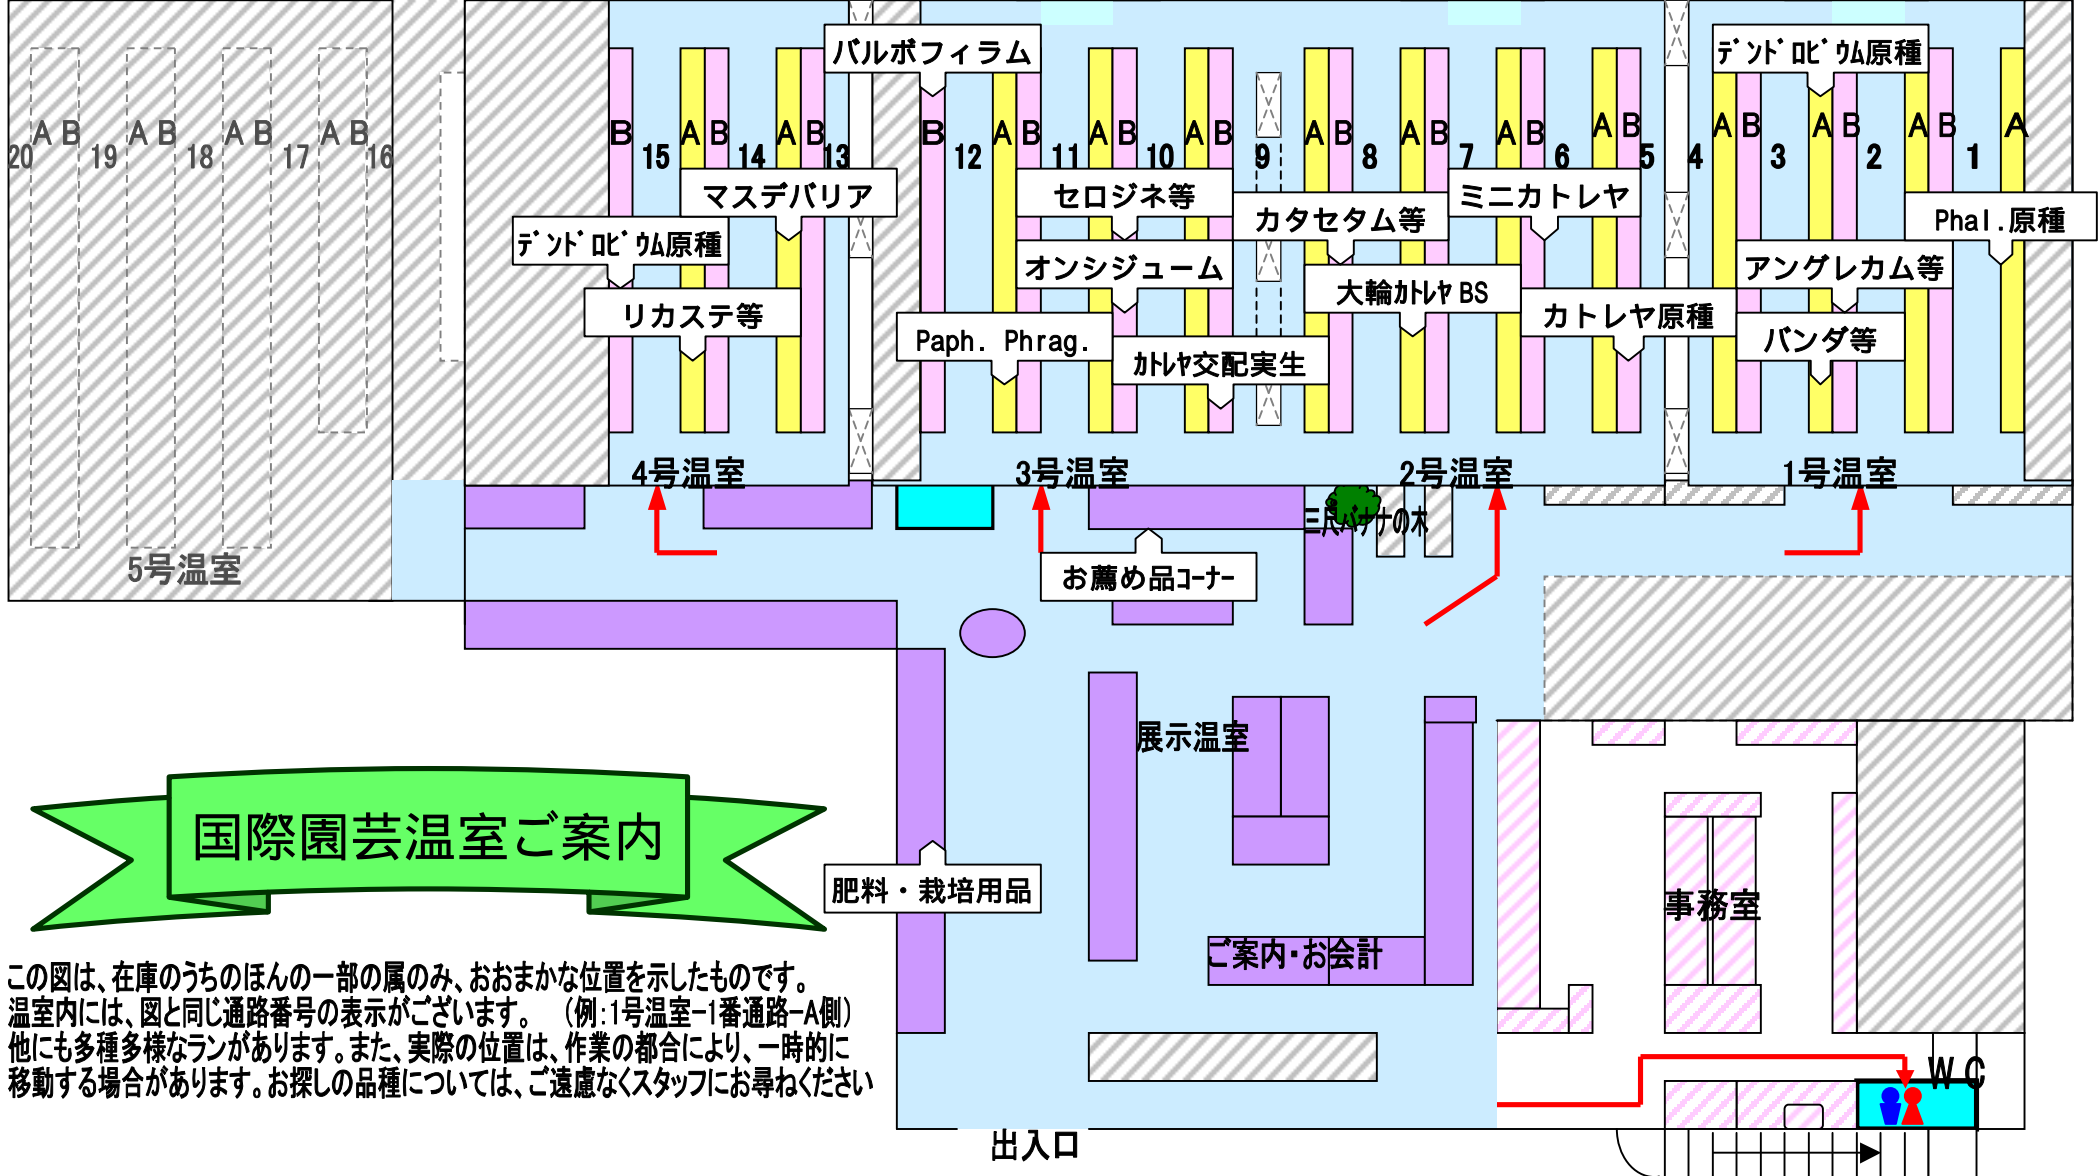 バルボフィラム
ﾃﾞﾝﾄﾞﾛﾋﾞｳﾑ原種
A B A B A B A B
B A B A B B A B A B A B A B A B A B A B A B A B A B A
20 19 18 17 16 15 14 13 12 11 10 9 8 7 6 5 4 3 2 1
マスデバリア
セロジネ等
ミニカトレヤ
カタセタム等
Phal.原種
ﾃﾞﾝﾄﾞﾛﾋﾞｳﾑ原種
オンシジューム
アングレカム等
大輪ｶﾄﾚﾔ BS
リカステ等
カトレヤ原種
Paph. Phrag.
バンダ等
ｶﾄﾚﾔ交配実生
4号温室
3号温室
2号温室
1号温室
三尺バナナの木
5号温室
お薦め品ｺｰﾅｰ
展示温室
国際園芸温室ご案内
肥料・栽培用品
事務室
ご案内･お会計
この図は、在庫のうちのほんの一部の属のみ、おおまかな位置を示したものです。
温室内には、図と同じ通路番号の表示がございます。 （例:1号温室−1番通路−A側）
他にも多種多様なランがあります。また、実際の位置は、作業の都合により、一時的に
移動する場合があります。お探しの品種については、ご遠慮なくスタッフにお尋ねください
W C
出入口